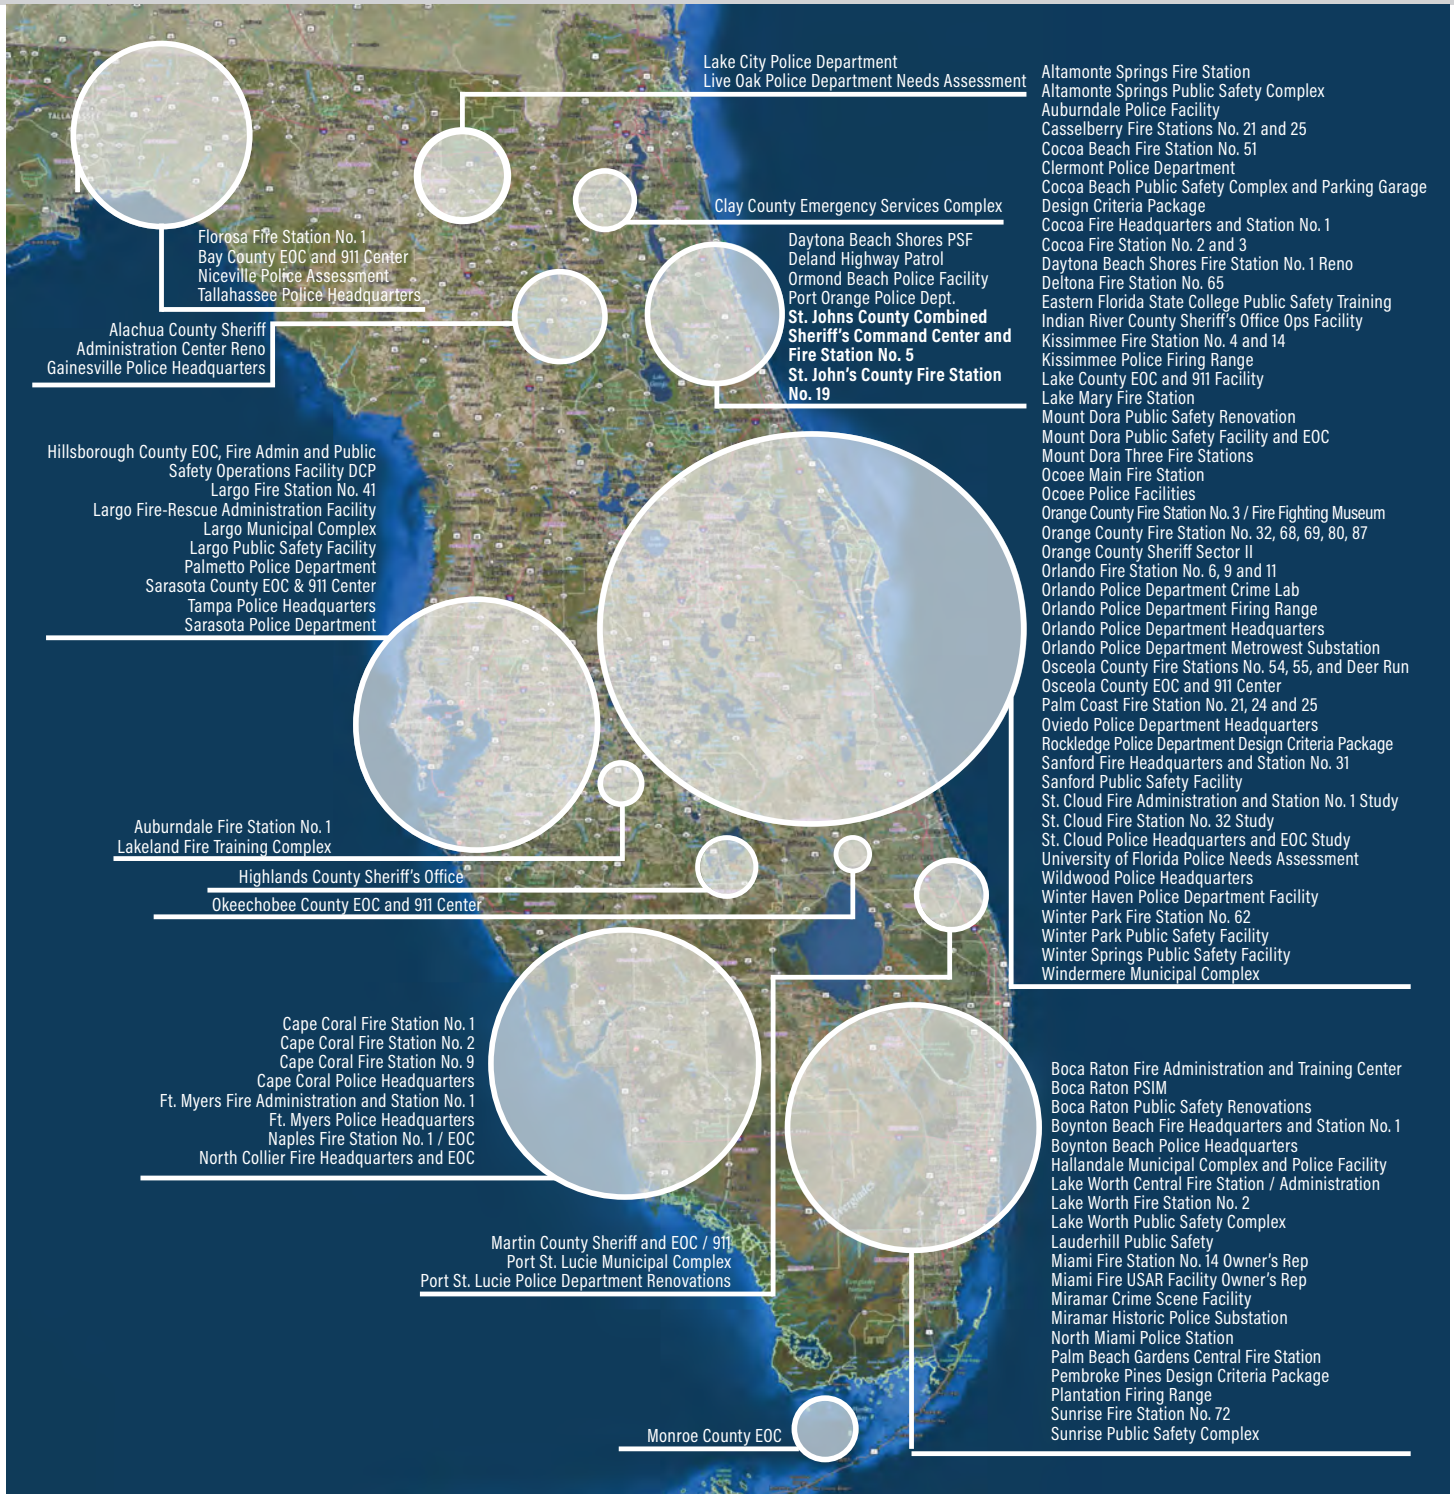 Lake City Police Department
Live Oak Police Department Needs Assessment
Clay County Emergency Services Complex
Florosa Fire Station No. 1
Bay County EOC and 911 Center
Niceville Police Assessment
Tallahassee Police Headquarters
Daytona Beach Shores PSF
Deland Highway Patrol
Ormond Beach Police Facility
Port Orange Police Dept.
St. Johns County Combined
Sheriff's Command Center and
Fire Station No. 5
St. John's County Fire Station
No. 19
Alachua County Sheriff
Administration Center Reno
Gainesville Police Headquarters
Hillsborough County EOC, Fire Admin and Public
Safety Operations Facility DCP
Largo Fire Station No. 41
Largo Fire-Rescue Administration Facility
Largo Municipal Complex
Largo Public Safety Facility
Palmetto Police Department
Sarasota County EOC & 911 Center
Tampa Police Headquarters
Sarasota Police Department
Auburndale Fire Station No. 1
Lakeland Fire Training Complex
Highlands County Sheriff's Office
Okeechobee County EOC and 911 Center
Cape Coral Fire Station No. 1
Cape Coral Fire Station No. 2
Cape Coral Fire Station No. 9
Cape Coral Police Headquarters
Ft. Myers Fire Administration and Station No. 1
Ft. Myers Police Headquarters
Naples Fire Station No. 1 / EOC
North Collier Fire Headquarters and EOC
Martin County Sheriff and EOC / 911
Port St. Lucie Municipal Complex
Port St. Lucie Police Department Renovations
Monroe County EOC
Altamonte Springs Fire Station
Altamonte Springs Public Safety Complex
Auburndale Police Facility
Casselberry Fire Stations No. 21 and 25
Cocoa Beach Fire Station No. 51
Clermont Police Department
Cocoa Beach Public Safety Complex and Parking Garage
Design Criteria Package
Cocoa Fire Headquarters and Station No. 1
Cocoa Fire Station No. 2 and 3
Daytona Beach Shores Fire Station No. 1 Reno
Deltona Fire Station No. 65
Eastern Florida State College Public Safety Training
Indian River County Sheriff's Office Ops Facility
Kissimmee Fire Station No. 4 and 14
Kissimmee Police Firing Range
Lake County EOC and 911 Facility
Lake Mary Fire Station
Mount Dora Public Safety Renovation
Mount Dora Public Safety Facility and EOC
Mount Dora Three Fire Stations
Ocoee Main Fire Station
Ocoee Police Facilities
Orange County Fire Station No. 3 / Fire Fighting Museum
Orange County Fire Station No. 32, 68, 69, 80, 87
Orange County Sheriff Sector II
Orlando Fire Station No. 6, 9 and 11
Orlando Police Department Crime Lab
Orlando Police Department Firing Range
Orlando Police Department Headquarters
Orlando Police Department Metrowest Substation
Osceola County Fire Stations No. 54, 55, and Deer Run
Osceola County EOC and 911 Center
Palm Coast Fire Station No. 21, 24 and 25
Oviedo Police Department Headquarters
Rockledge Police Department Design Criteria Package
Sanford Fire Headquarters and Station No. 31
Sanford Public Safety Facility
St. Cloud Fire Administration and Station No. 1 Study
St. Cloud Fire Station No. 32 Study
St. Cloud Police Headquarters and EOC Study
University of Florida Police Needs Assessment
Wildwood Police Headquarters
Winter Haven Police Department Facility
Winter Park Fire Station No. 62
Winter Park Public Safety Facility
Winter Springs Public Safety Facility
Windermere Municipal Complex
Boca Raton Fire Administration and Training Center
Boca Raton PSIM
Boca Raton Public Safety Renovations
Boynton Beach Fire Headquarters and Station No. 1
Boynton Beach Police Headquarters
Hallandale Municipal Complex and Police Facility
Lake Worth Central Fire Station / Administration
Lake Worth Fire Station No. 2
Lake Worth Public Safety Complex
Lauderhill Public Safety
Miami Fire Station No. 14 Owner's Rep
Miami Fire USAR Facility Owner's Rep
Miramar Crime Scene Facility
Miramar Historic Police Substation
North Miami Police Station
Palm Beach Gardens Central Fire Station
Pembroke Pines Design Criteria Package
Plantation Firing Range
Sunrise Fire Station No. 72
Sunrise Public Safety Complex
The Everglades